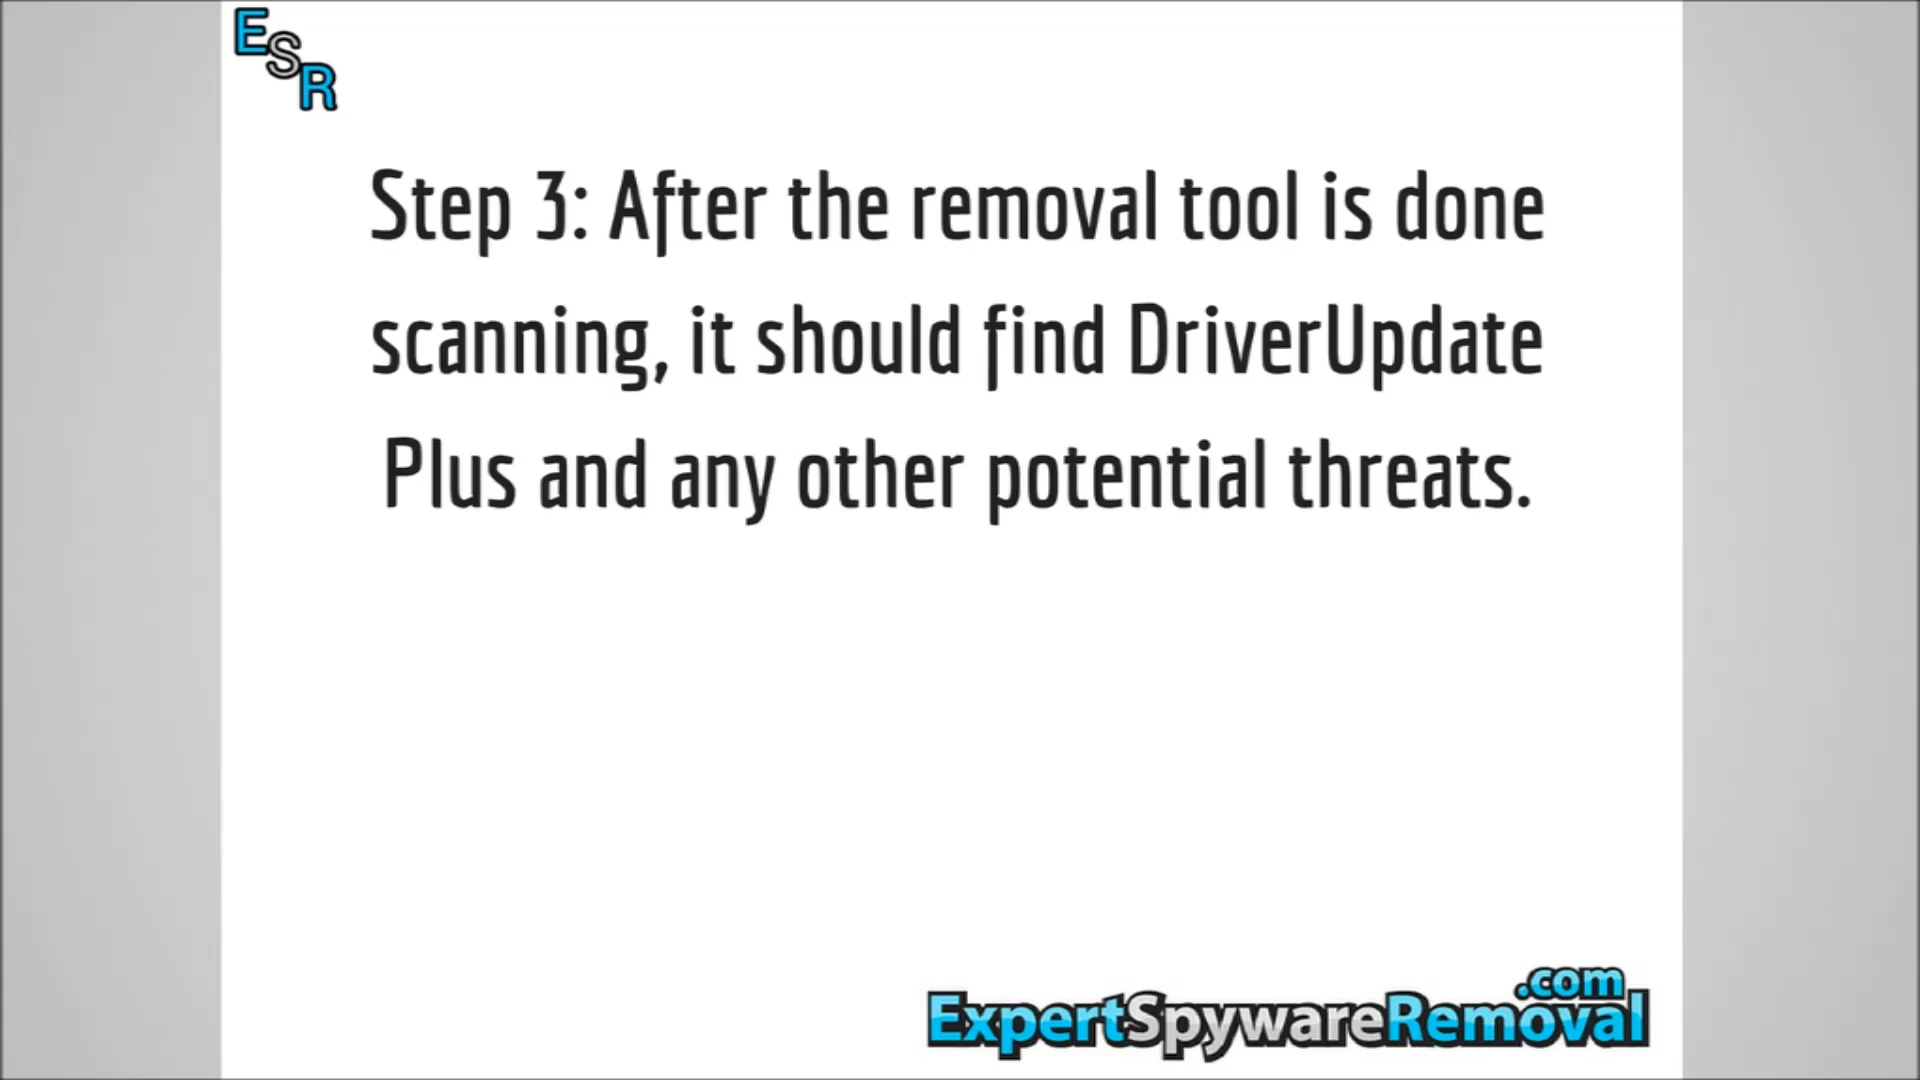 ESR
Step 3: After the removal tool is done
scanning, it should find DriverUpdate
Plus and any other potential threats.
.com
ExpertSpywareRemoval